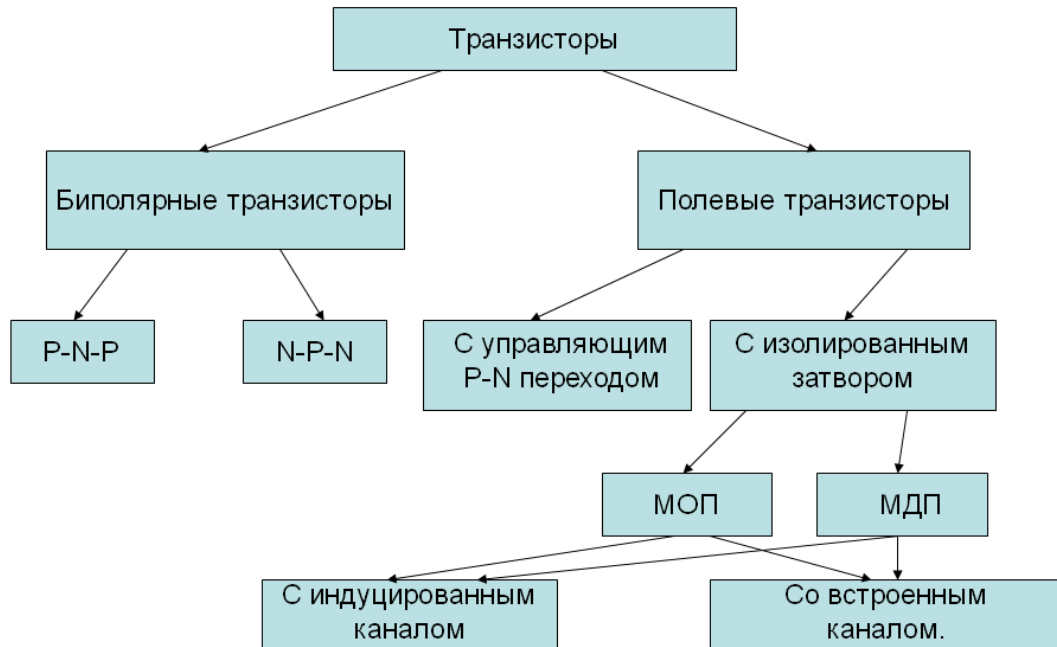 Транзисторы
Биполярные транзисторы
Полевые транзисторы
P-N-P
N-P-N
С управляющим
P-N переходом
С изолированным
затвором
МОП
МДП
С индуцированным
каналом
Со встроенным
каналом.